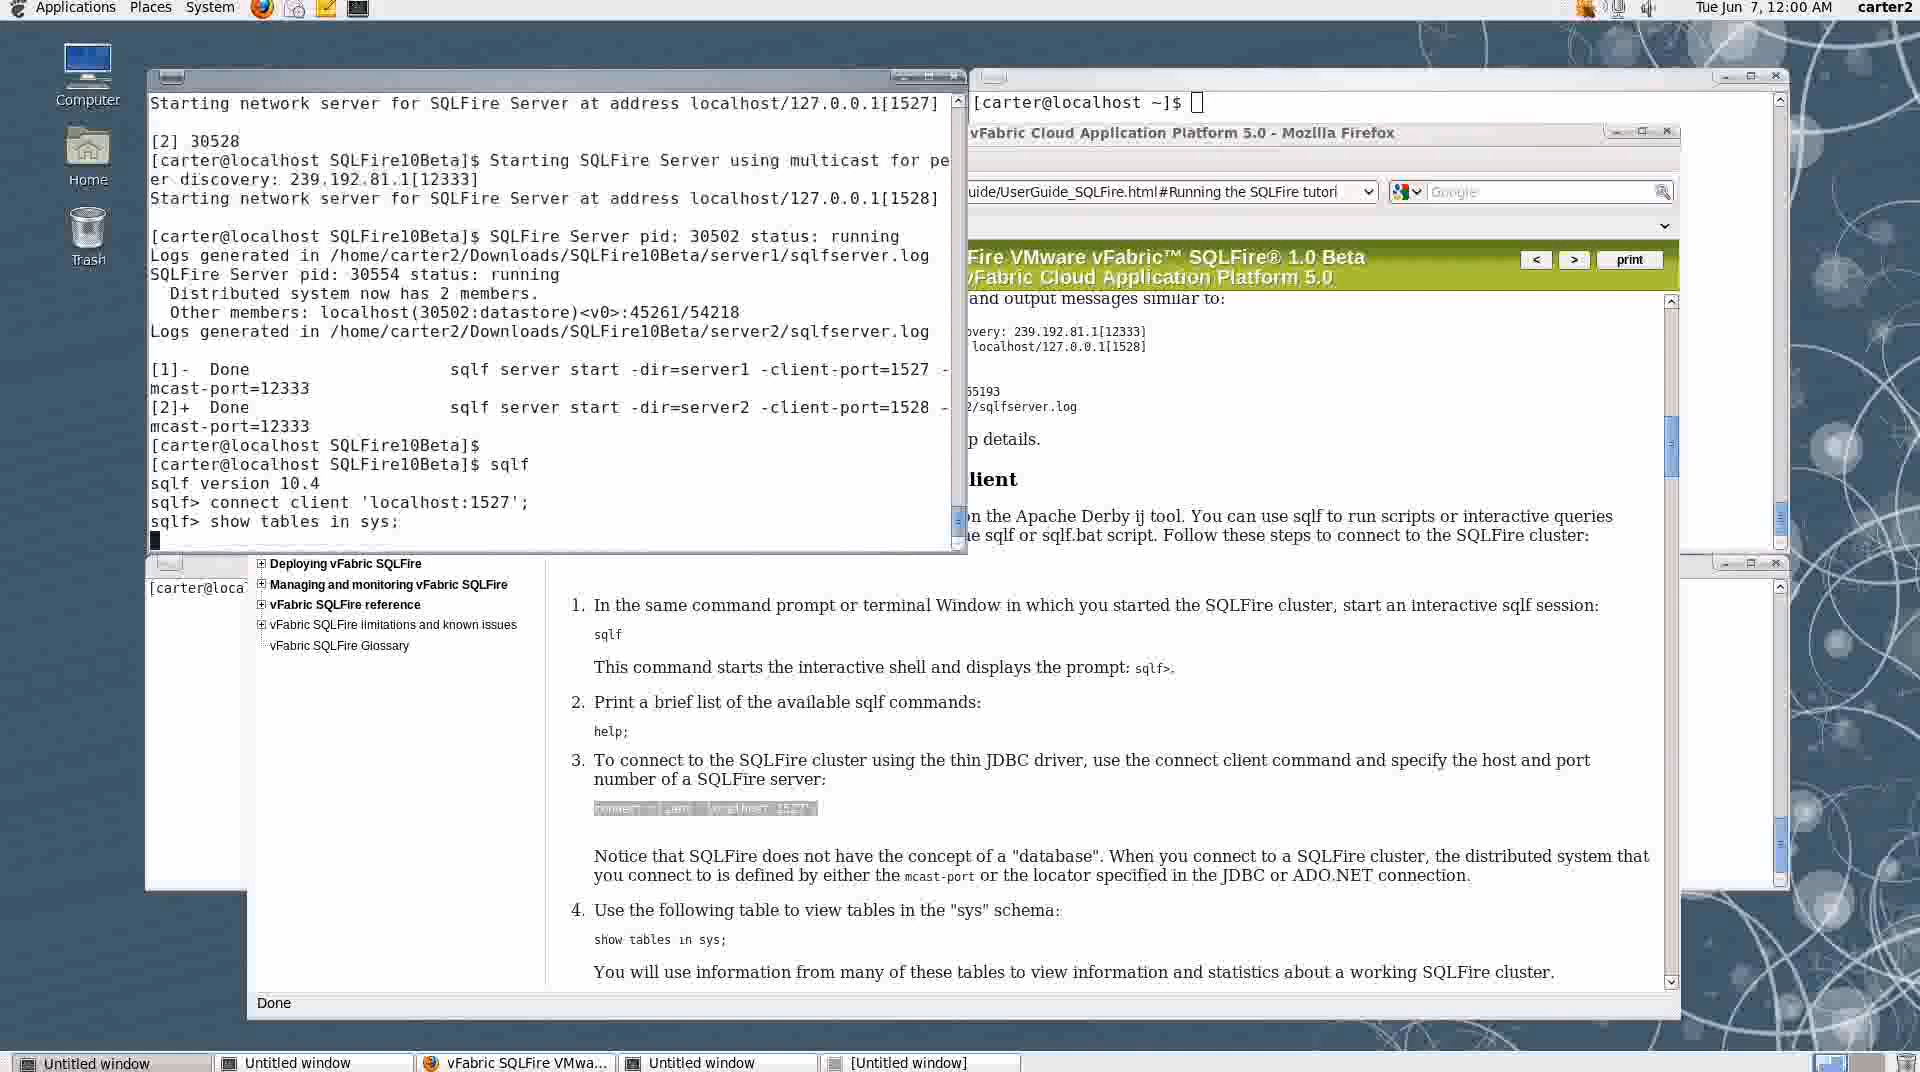 Applications Places System
Tue Jun 7, 12:00 AM carter2
Computer
Home
Trash
Starting network server for SQLFire Server at address localhost/127.0.0.1[1527]
[2] 30528
[carter@localhost SQLFire10Beta]$ Starting SQLFire Server using multicast for pe
er discovery: 239.192.81.1[12333]
Starting network server for SQLFire Server at address localhost/127.0.0.1[1528]
[carter@localhost SQLFire10Beta]$ SQLFire Server pid: 30502 status: running
Logs generated in /home/carter2/Downloads/SQLFire10Beta/server1/sqlfserver.log
SQLFire Server pid: 30554 status: running
Distributed system now has 2 members.
Other members: localhost(30502:datastore)<v0>:45261/54218
Logs generated in /home/carter2/Downloads/SQLFire10Beta/server2/sqlfserver.log
[1]- Done sqlf server start -dir=server1 -client-port=1527 -
mcast-port=12333
[2]+ Done sqlf server start -dir=server2 -client-port=1528 -
mcast-port=12333
[carter@localhost SQLFire10Beta]$
[carter@localhost SQLFire10Beta]$ sqlf
sqlf version 10.4
sqlf> connect client 'localhost:1527';
sqlf> show tables in sys;
[carter@localhost ~]$
vFabric Cloud Application Platform 5.0 - Mozilla Firefox
uide/UserGuide_SQLFire.html#Running the SQLFire tutori
Google
Fire VMware vFabric™ SQLFire® 1.0 Beta
vFabric Cloud Application Platform 5.0
< > print
and output messages similar to:
overy: 239.192.81.1[12333]
localhost/127.0.0.1[1528]
55193
2/sqlfserver.log
p details.
lient
on the Apache Derby ij tool. You can use sqlf to run scripts or interactive queries
e sqlf or sqlf.bat script. Follow these steps to connect to the SQLFire cluster:
[carter@loca
Deploying vFabric SQLFire
Managing and monitoring vFabric SQLFire
vFabric SQLFire reference
vFabric SQLFire limitations and known issues
vFabric SQLFire Glossary
1. In the same command prompt or terminal Window in which you started the SQLFire cluster, start an interactive sqlf session:
sqlf
This command starts the interactive shell and displays the prompt: sqlf>.
2. Print a brief list of the available sqlf commands:
help;
3. To connect to the SQLFire cluster using the thin JDBC driver, use the connect client command and specify the host and port
number of a SQLFire server:
connect client 'localhost:1527';
Notice that SQLFire does not have the concept of a "database". When you connect to a SQLFire cluster, the distributed system that
you connect to is defined by either the mcast-port or the locator specified in the JDBC or ADO.NET connection.
4. Use the following table to view tables in the "sys" schema:
show tables in sys;
You will use information from many of these tables to view information and statistics about a working SQLFire cluster.
Done
Untitled window
Untitled window
vFabric SQLFire VMwa...
Untitled window
[Untitled window]